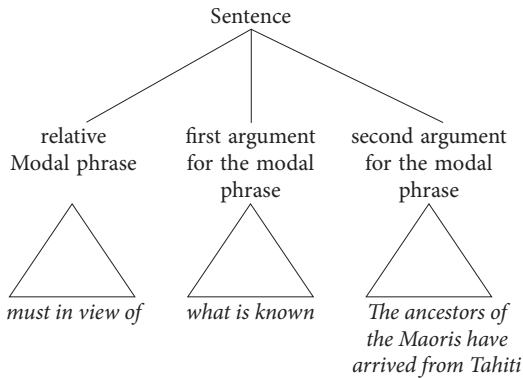 Sentence
relative
Modal phrase
first argument
for the modal
phrase
second argument
for the modal
phrase
must in view of
what is known
The ancestors of
the Maoris have
arrived from Tahiti